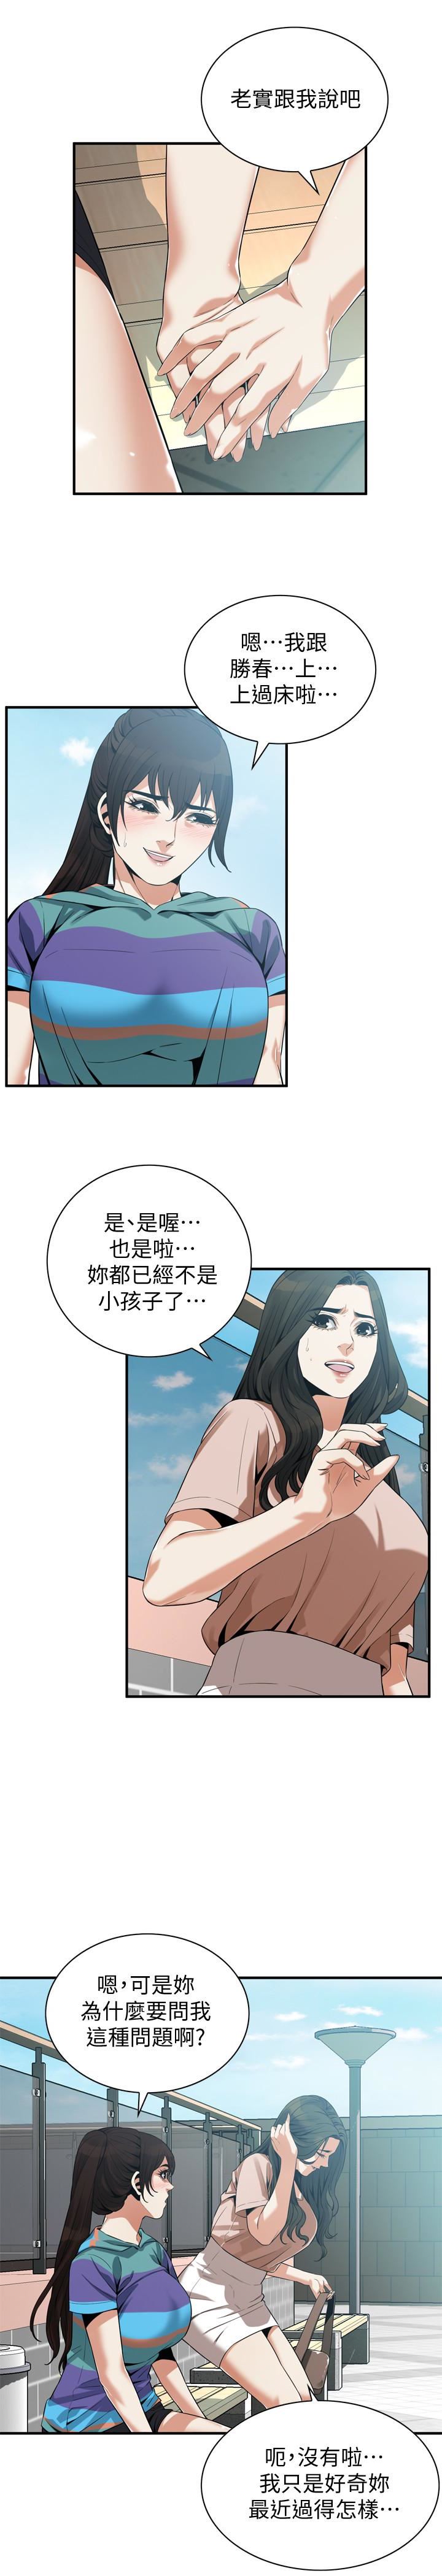 老實跟我說吧
嗯⋯我跟
勝春⋯上⋯
上過床啦⋯
是、是喔⋯
也是啦⋯
妳都已經不是
小孩子了⋯
嗯，可是妳
為什麼要問我
這種問題啊?
呃，沒有啦⋯
我只是好奇妳
最近過得怎樣⋯